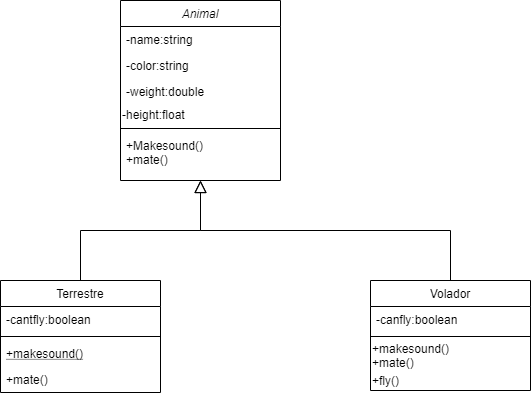 Animal
-name:string
-color:string
-weight:double
-height:float
+Makesound()
+mate()
Terrestre
-cantfly:boolean
+makesound()
+mate()
Volador
-canfly:boolean
+makesound()
+mate()
+fly()